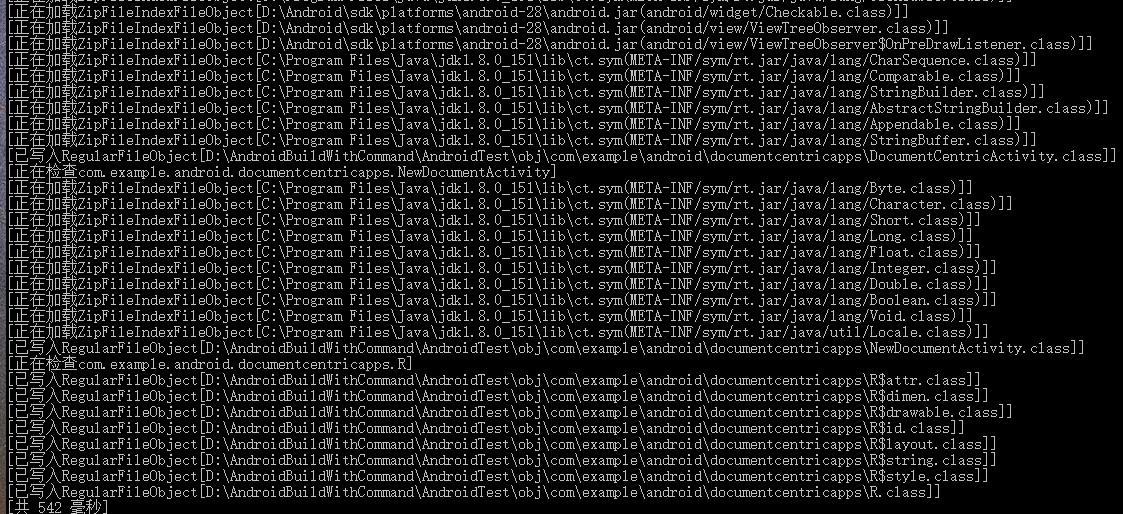 [正在加载ZipFileIndexFileObject[D:\Android\sdk\platforms\android-28\android.jar(android/widget/Checkable.class)]]
[正在加载ZipFileIndexFileObject[D:\Android\sdk\platforms\android-28\android.jar(android/view/ViewTreeObserver.class)]]
[正在加载ZipFileIndexFileObject[D:\Android\sdk\platforms\android-28\android.jar(android/view/ViewTreeObserver$OnPreDrawListener.class)]]
[正在加载ZipFileIndexFileObject[C:\Program Files\Java\jdk1.8.0_151\lib\ct.sym(META-INF/sym/rt.jar/java/lang/CharSequence.class)]]
[正在加载ZipFileIndexFileObject[C:\Program Files\Java\jdk1.8.0_151\lib\ct.sym(META-INF/sym/rt.jar/java/lang/Comparable.class)]]
[正在加载ZipFileIndexFileObject[C:\Program Files\Java\jdk1.8.0_151\lib\ct.sym(META-INF/sym/rt.jar/java/lang/StringBuilder.class)]]
[正在加载ZipFileIndexFileObject[C:\Program Files\Java\jdk1.8.0_151\lib\ct.sym(META-INF/sym/rt.jar/java/lang/AbstractStringBuilder.class)]]
[正在加载ZipFileIndexFileObject[C:\Program Files\Java\jdk1.8.0_151\lib\ct.sym(META-INF/sym/rt.jar/java/lang/Appendable.class)]]
[正在加载ZipFileIndexFileObject[C:\Program Files\Java\jdk1.8.0_151\lib\ct.sym(META-INF/sym/rt.jar/java/lang/StringBuffer.class)]]
[已写入RegularFileObject[D:\AndroidBuildWithCommand\AndroidTest\obj\com\example\android\documentcentricapps\DocumentCentricActivity.class]]
[正在检查com.example.android.documentcentricapps.NewDocumentActivity]
[正在加载ZipFileIndexFileObject[C:\Program Files\Java\jdk1.8.0_151\lib\ct.sym(META-INF/sym/rt.jar/java/lang/Byte.class)]]
[正在加载ZipFileIndexFileObject[C:\Program Files\Java\jdk1.8.0_151\lib\ct.sym(META-INF/sym/rt.jar/java/lang/Character.class)]]
[正在加载ZipFileIndexFileObject[C:\Program Files\Java\jdk1.8.0_151\lib\ct.sym(META-INF/sym/rt.jar/java/lang/Short.class)]]
[正在加载ZipFileIndexFileObject[C:\Program Files\Java\jdk1.8.0_151\lib\ct.sym(META-INF/sym/rt.jar/java/lang/Long.class)]]
[正在加载ZipFileIndexFileObject[C:\Program Files\Java\jdk1.8.0_151\lib\ct.sym(META-INF/sym/rt.jar/java/lang/Float.class)]]
[正在加载ZipFileIndexFileObject[C:\Program Files\Java\jdk1.8.0_151\lib\ct.sym(META-INF/sym/rt.jar/java/lang/Integer.class)]]
[正在加载ZipFileIndexFileObject[C:\Program Files\Java\jdk1.8.0_151\lib\ct.sym(META-INF/sym/rt.jar/java/lang/Double.class)]]
[正在加载ZipFileIndexFileObject[C:\Program Files\Java\jdk1.8.0_151\lib\ct.sym(META-INF/sym/rt.jar/java/lang/Boolean.class)]]
[正在加载ZipFileIndexFileObject[C:\Program Files\Java\jdk1.8.0_151\lib\ct.sym(META-INF/sym/rt.jar/java/lang/Void.class)]]
[正在加载ZipFileIndexFileObject[C:\Program Files\Java\jdk1.8.0_151\lib\ct.sym(META-INF/sym/rt.jar/java/util/Locale.class)]]
[已写入RegularFileObject[D:\AndroidBuildWithCommand\AndroidTest\obj\com\example\android\documentcentricapps\NewDocumentActivity.class]]
[正在检查com.example.android.documentcentricapps.R]
[已写入RegularFileObject[D:\AndroidBuildWithCommand\AndroidTest\obj\com\example\android\documentcentricapps\R$attr.class]]
[已写入RegularFileObject[D:\AndroidBuildWithCommand\AndroidTest\obj\com\example\android\documentcentricapps\R$dimen.class]]
[已写入RegularFileObject[D:\AndroidBuildWithCommand\AndroidTest\obj\com\example\android\documentcentricapps\R$drawable.class]]
[已写入RegularFileObject[D:\AndroidBuildWithCommand\AndroidTest\obj\com\example\android\documentcentricapps\R$id.class]]
[已写入RegularFileObject[D:\AndroidBuildWithCommand\AndroidTest\obj\com\example\android\documentcentricapps\R$layout.class]]
[已写入RegularFileObject[D:\AndroidBuildWithCommand\AndroidTest\obj\com\example\android\documentcentricapps\R$string.class]]
[已写入RegularFileObject[D:\AndroidBuildWithCommand\AndroidTest\obj\com\example\android\documentcentricapps\R$style.class]]
[已写入RegularFileObject[D:\AndroidBuildWithCommand\AndroidTest\obj\com\example\android\documentcentricapps\R.class]]
[共 542 毫秒]